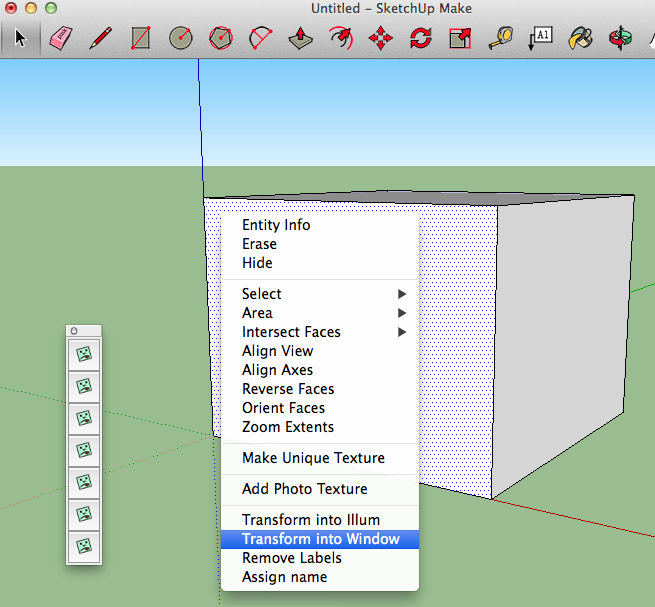 Untitled - SketchUp Make
A1
Entity Info
Erase
Hide
Select
Area
Intersect Faces
Align View
Align Axes
Reverse Faces
Orient Faces
Zoom Extents
Make Unique Texture
Add Photo Texture
Transform into Illum
Transform into Window
Remove Labels
Assign name